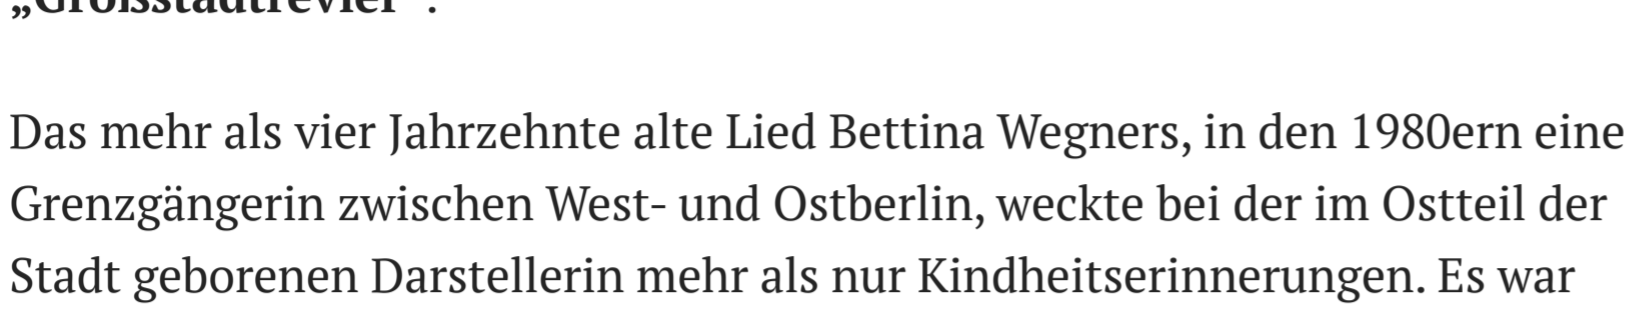 „Großstadtrevier“.
Das mehr als vier Jahrzehnte alte Lied Bettina Wegners, in den 1980ern eine
Grenzgängerin zwischen West- und Ostberlin, weckte bei der im Ostteil der
Stadt geborenen Darstellerin mehr als nur Kindheitserinnerungen. Es war